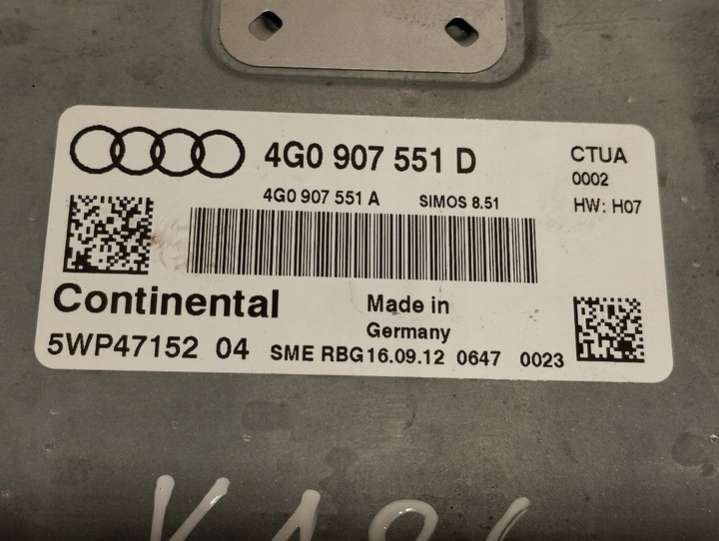 4G0 907 551 D
CTUA
0002
4G0 907 551 A SIMOS 8.51
HW: H07
Continental
Made in
Germany
5WP47152 04 SME RBG16.09.12 0647 0023